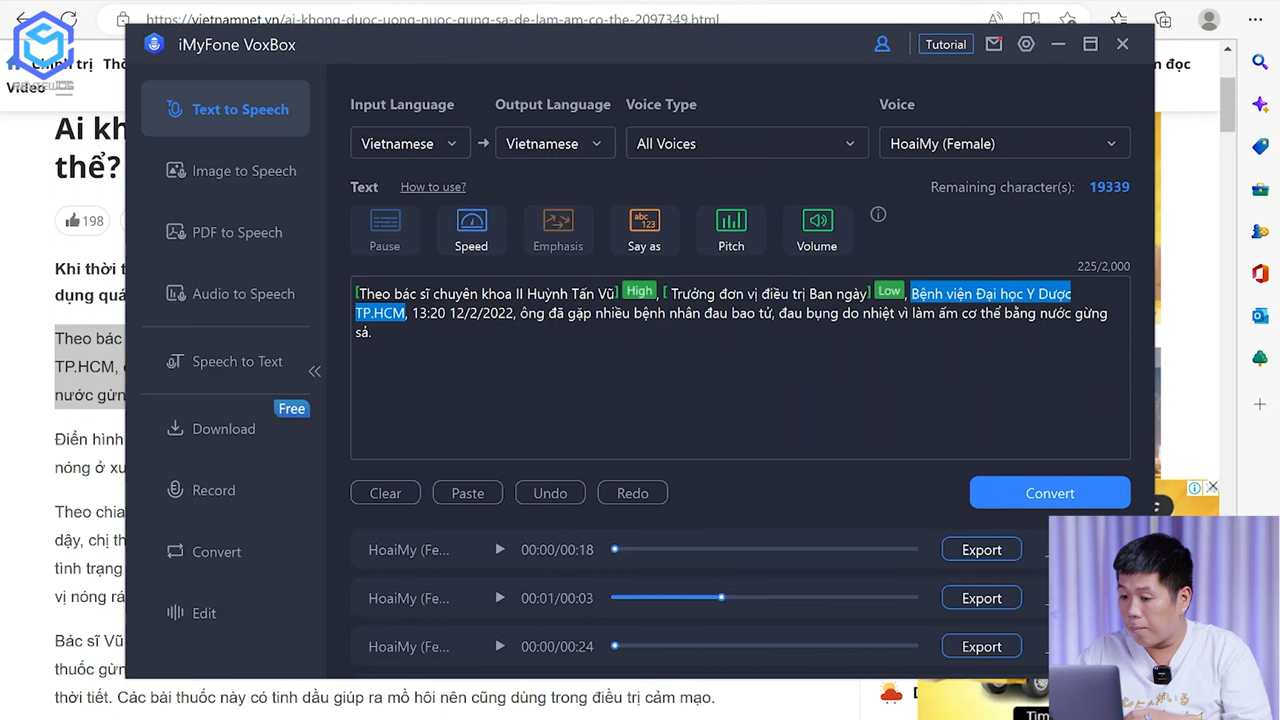 https://vietnamnet.vn/ai-khong-duoc-uong-nuoc-gung-sa-de-lam-am-co-the-2097349.html
iMyFone VoxBox
Tutorial
Chính trị
Thờ
n đọc
Video
Ai kh
thể?
198
Khi thời t
dụng quá
Theo bác
TP.HCM,
nước gừn
Điển hình
nóng ở xu
Theo chia
dậy, chị th
tình trạng
vị nóng rá
Bác sĩ Vũ
thuốc gừn
thời tiết. Các bài thuốc này có tinh dầu giúp ra mồ hôi nên cũng dùng trong điều trị cảm mạo.
Text to Speech
Image to Speech
PDF to Speech
Audio to Speech
Speech to Text
Free
Download
Record
Convert
Edit
Input Language
Output Language
Voice Type
Voice
Vietnamese
Vietnamese
All Voices
HoaiMy (Female)
Text
How to use?
Remaining character(s): 19339
Pause
Speed
Emphasis
abc
123
Say as
Pitch
Volume
225/2,000
[Theo bác sĩ chuyên khoa II Huỳnh Tấn Vũ] High, [ Trưởng đơn vị điều trị Ban ngày] Low, Bệnh viện Đại học Y Dược
TP.HCM, 13:20 12/2/2022, ông đã gặp nhiều bệnh nhân đau bao tử, đau bụng do nhiệt vì làm ấm cơ thể bằng nước gừng
sả.
Clear
Paste
Undo
Redo
Convert
HoaiMy (Fe...
00:00/00:18
Export
HoaiMy (Fe...
00:01/00:03
Export
HoaiMy (Fe...
00:00/00:24
Export